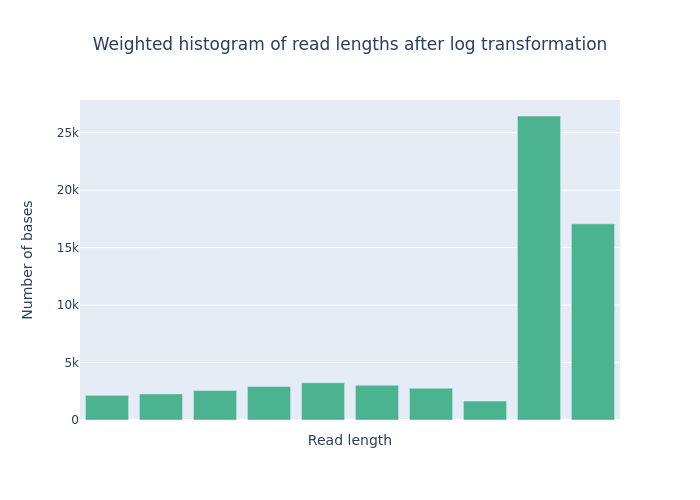 Weighted histogram of read lengths after log transformation
25k
20k
15k
10k
5k
0
Number of bases
Read length